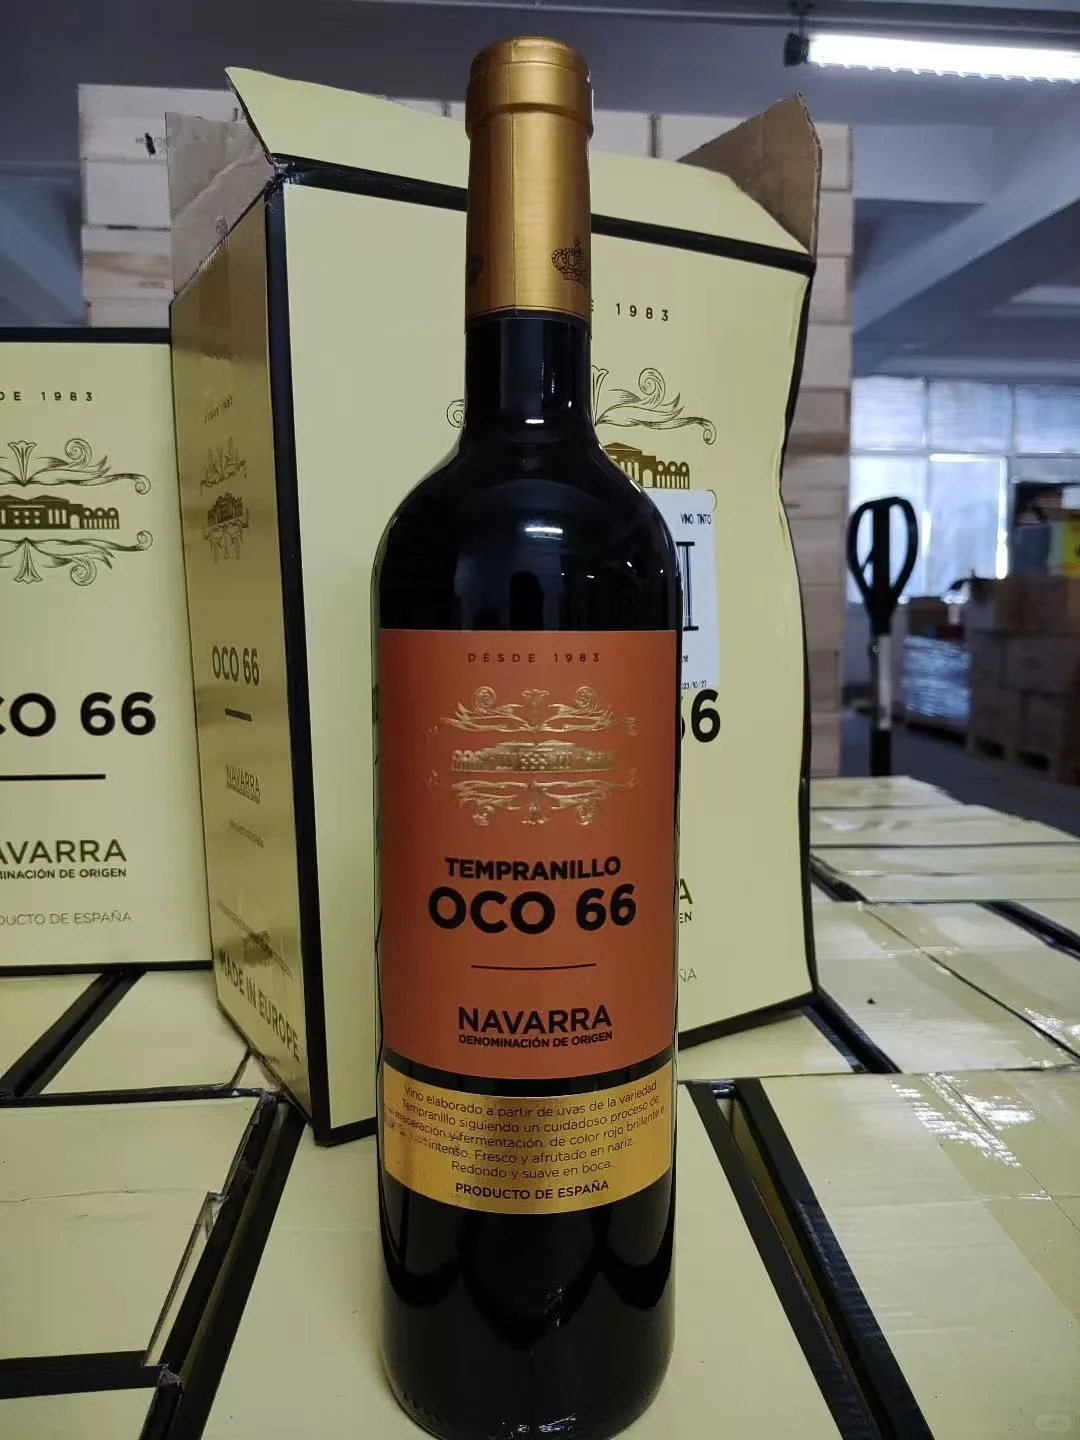 DE 1983
CO 66
NAVARRA
DENOMINACIÓN DE ORIGEN
PRODUCTO DE ESPAÑA
OCO 66
NAVARRA
MADE IN EUROPE
1983
VINO TINTO
66
DESDE 1983
TEMPRANILLO
OCO 66
NAVARRA
DENOMINACIÓN DE ORIGEN
Vino elaborado a partir de uvas de la variedad
Tempranillo siguiendo un cuidadoso proceso de
maceración y fermentación, de color rojo brillante e
intenso. Fresco y afrutado en nariz.
Redondo y suave en boca.
PRODUCTO DE ESPAÑA